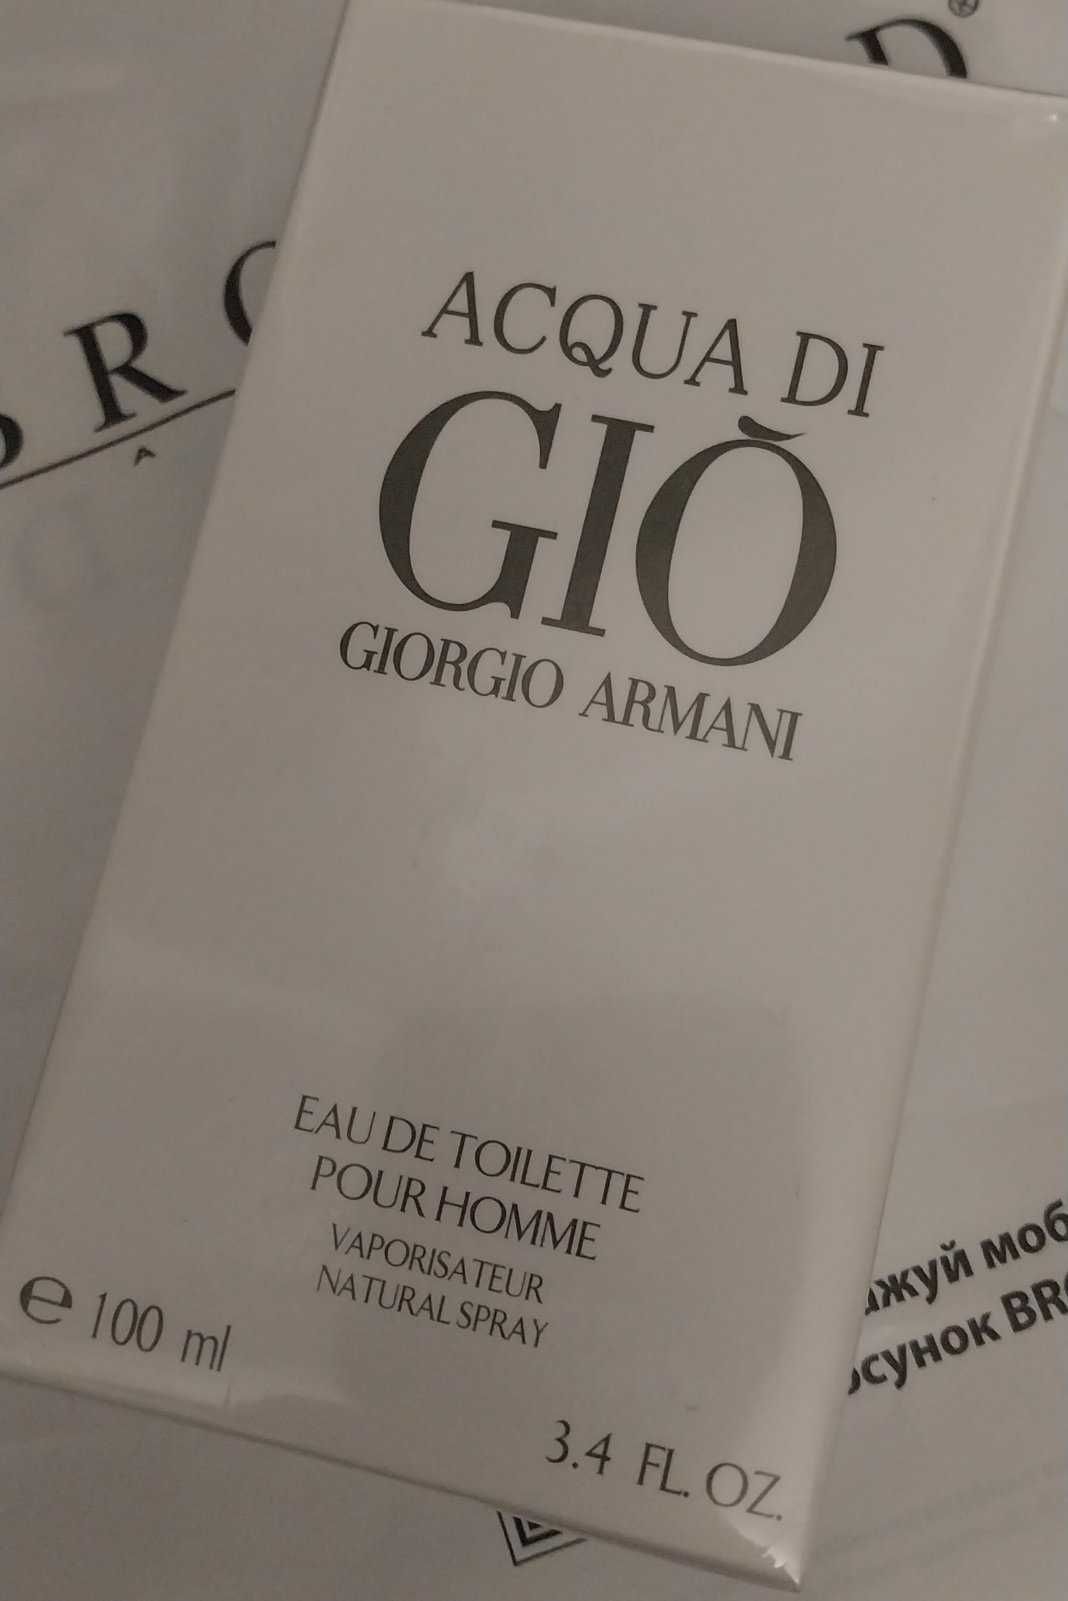 ACQUA DI
GIÒ
GIORGIO ARMANI
EAU DE TOILETTE
POUR HOMME
VAPORISATEUR
NATURAL SPRAY
e 100 ml
3.4 FL. OZ.